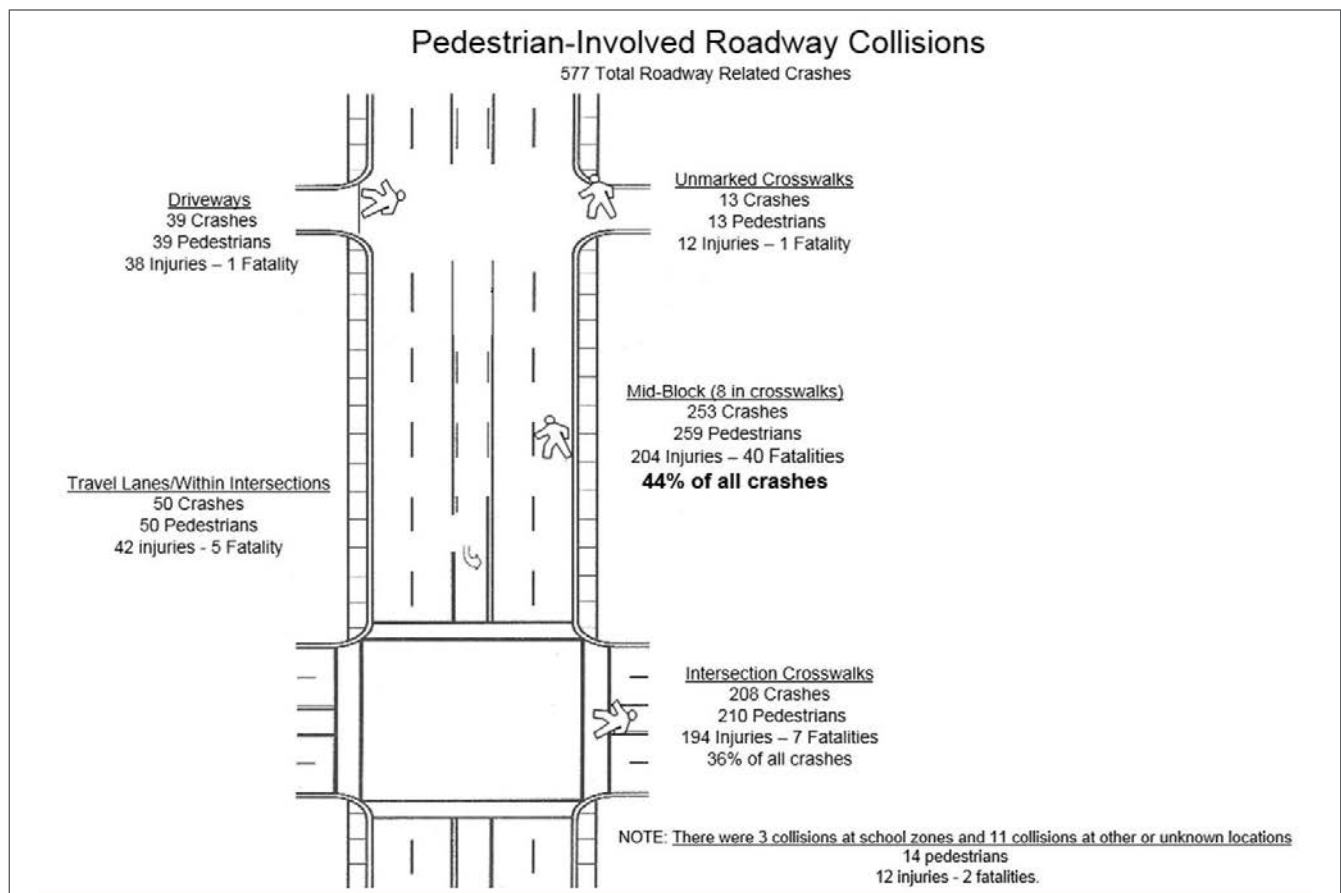 Pedestrian-Involved Roadway Collisions
577 Total Roadway Related Crashes
Driveways
39 Crashes
39 Pedestrians
38 Injuries – 1 Fatality
Unmarked Crosswalks
13 Crashes
13 Pedestrians
12 Injuries – 1 Fatality
Mid-Block (8 in crosswalks)
253 Crashes
259 Pedestrians
204 Injuries – 40 Fatalities
44% of all crashes
Travel Lanes/Within Intersections
50 Crashes
50 Pedestrians
42 injuries - 5 Fatality
Intersection Crosswalks
208 Crashes
210 Pedestrians
194 Injuries – 7 Fatalities
36% of all crashes
NOTE: There were 3 collisions at school zones and 11 collisions at other or unknown locations
14 pedestrians
12 injuries - 2 fatalities.